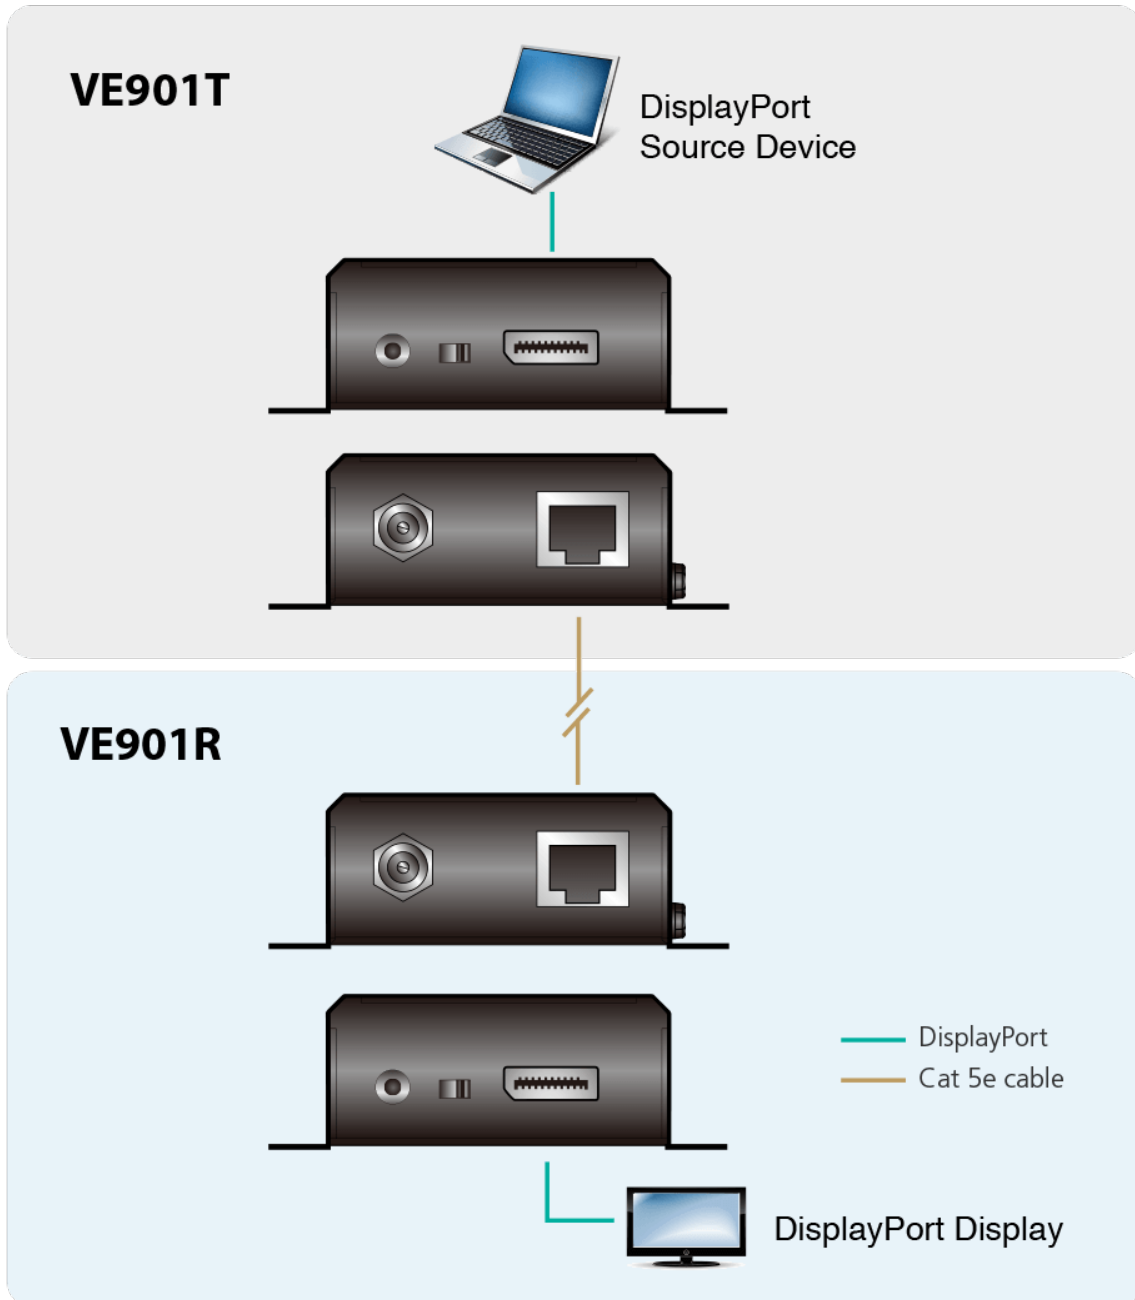 VE901T
DisplayPort
Source Device
VE901R
DisplayPort
Cat 5e cable
DisplayPort Display